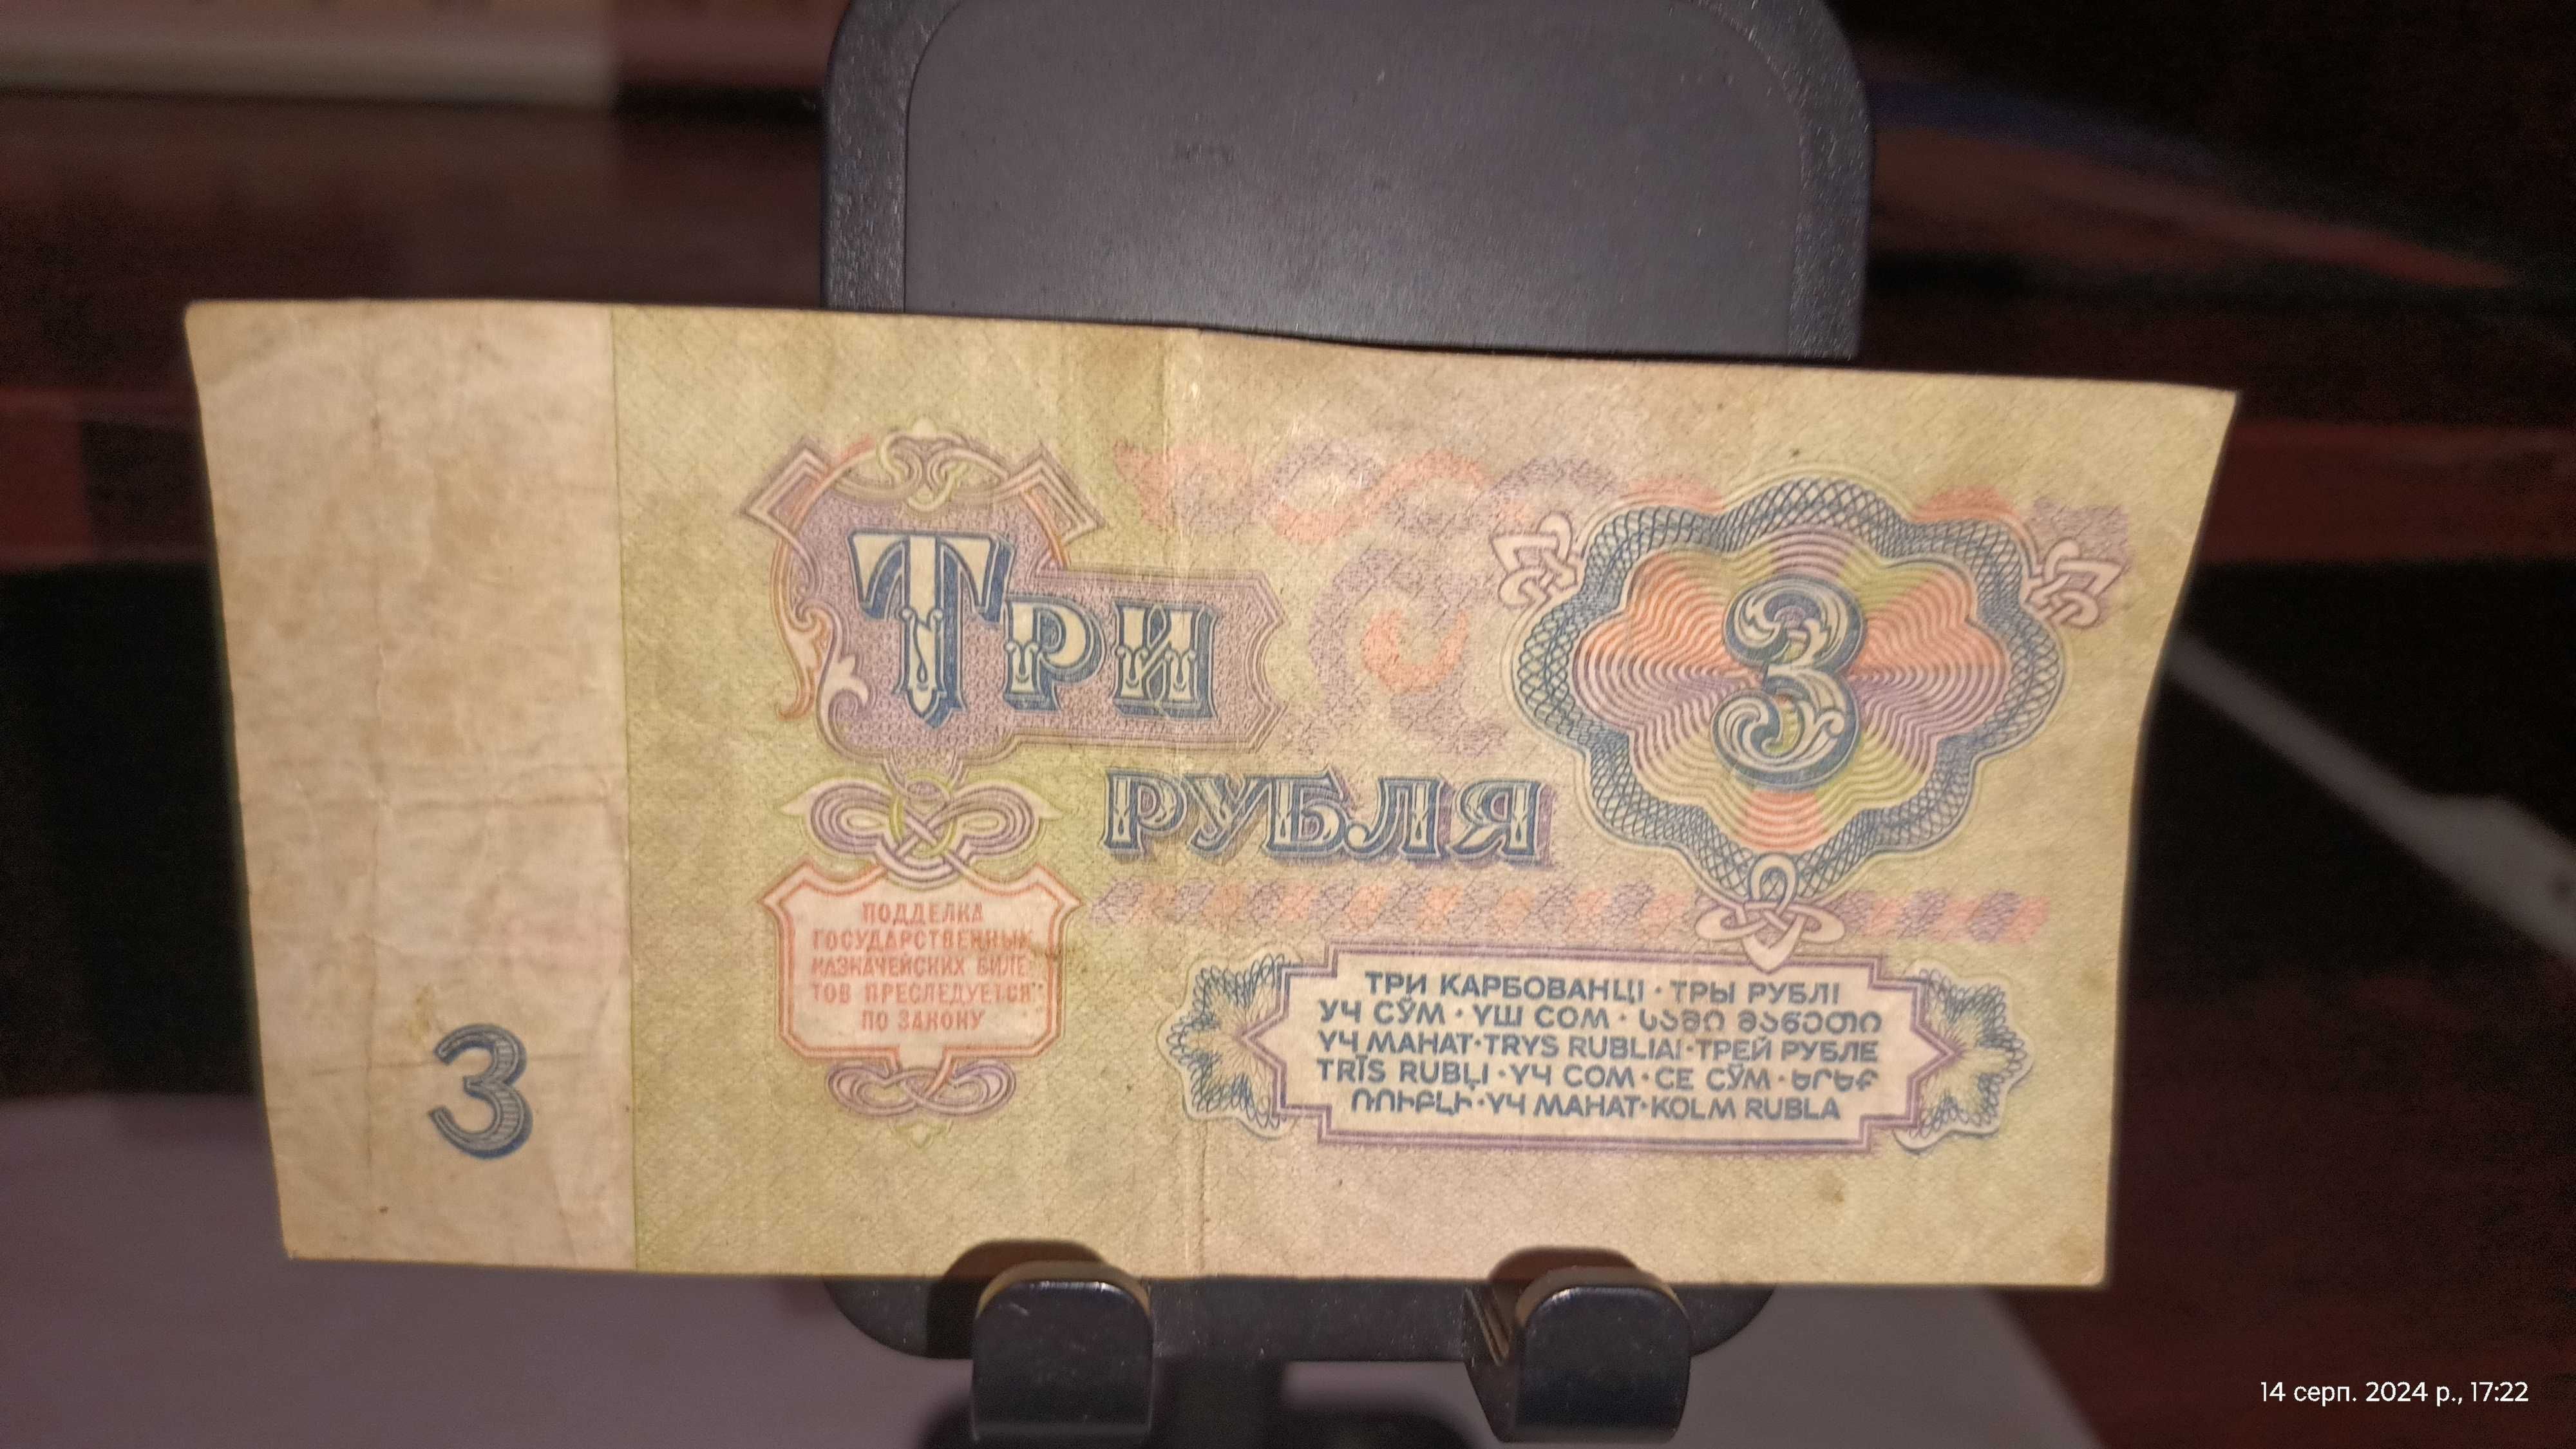 Три
3
РУБЛЯ
ПОДДЕЛКА
ГОСУДАРСТВЕННЫХ
КАЗНАЧЕЙСКИХ БИЛЕ-
ТОВ ПРЕСЛЕДУЕТСЯ
ПО ЗАКОНУ
ТРИ КАРБОВАНЦІ · ТРЫ РУБЛІ
УЧ СЎМ · ҮШ СОМ · ᲡᲐᲛᲘ ᲛᲐᲜᲔᲗᲘ
УЧ МАНАТ · TRYS RUBLIAI · ТРЕЙ РУБЛЕ
TRĪS RUBĻI · ҮЧ СОМ · СЕ СӮМ · ԵՐԵՔ
ՌՈՒԲԼԻ · ҮЧ МАНАТ · KOLM RUBLA
3
14 серп. 2024 р., 17:22